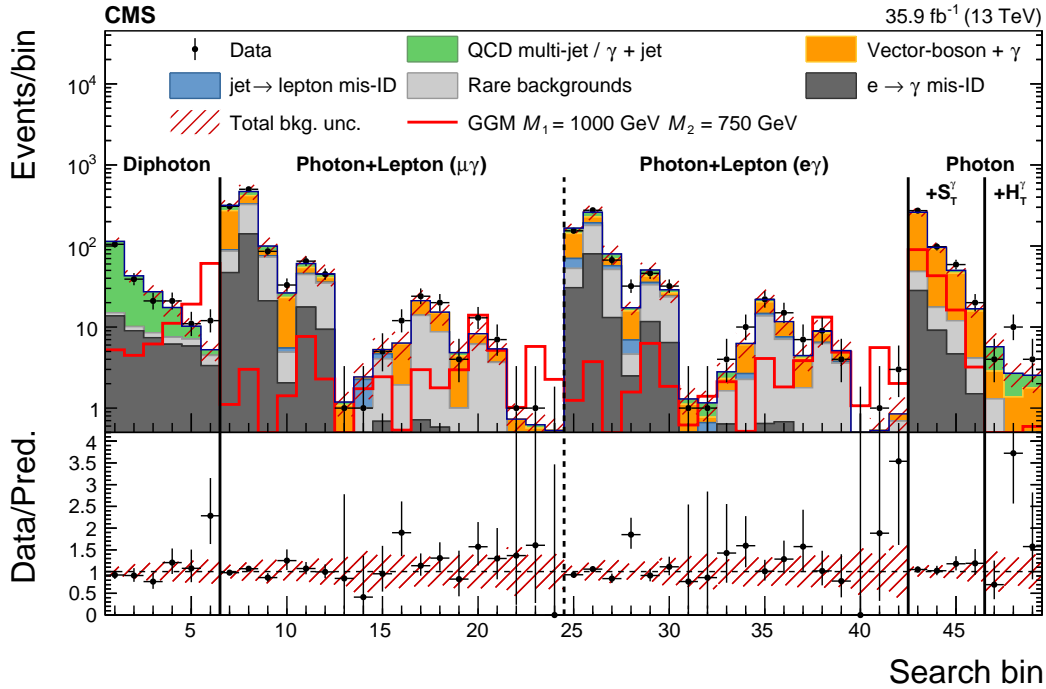 CMS 35.9 fb⁻¹ (13 TeV)
Events/bin
10⁴
10³
10²
10
1
Data
QCD multi-jet / γ + jet
Vector-boson + γ
jet → lepton mis-ID
Rare backgrounds
e → γ mis-ID
Total bkg. unc.
GGM M₁ = 1000 GeV M₂ = 750 GeV
Diphoton
Photon+Lepton (μγ)
Photon+Lepton (eγ)
Photon
+S_T^γ
+H_T^γ
Data/Pred.
4
3.5
3
2.5
2
1.5
1
0.5
0
5 10 15 20 25 30 35 40 45
Search bin